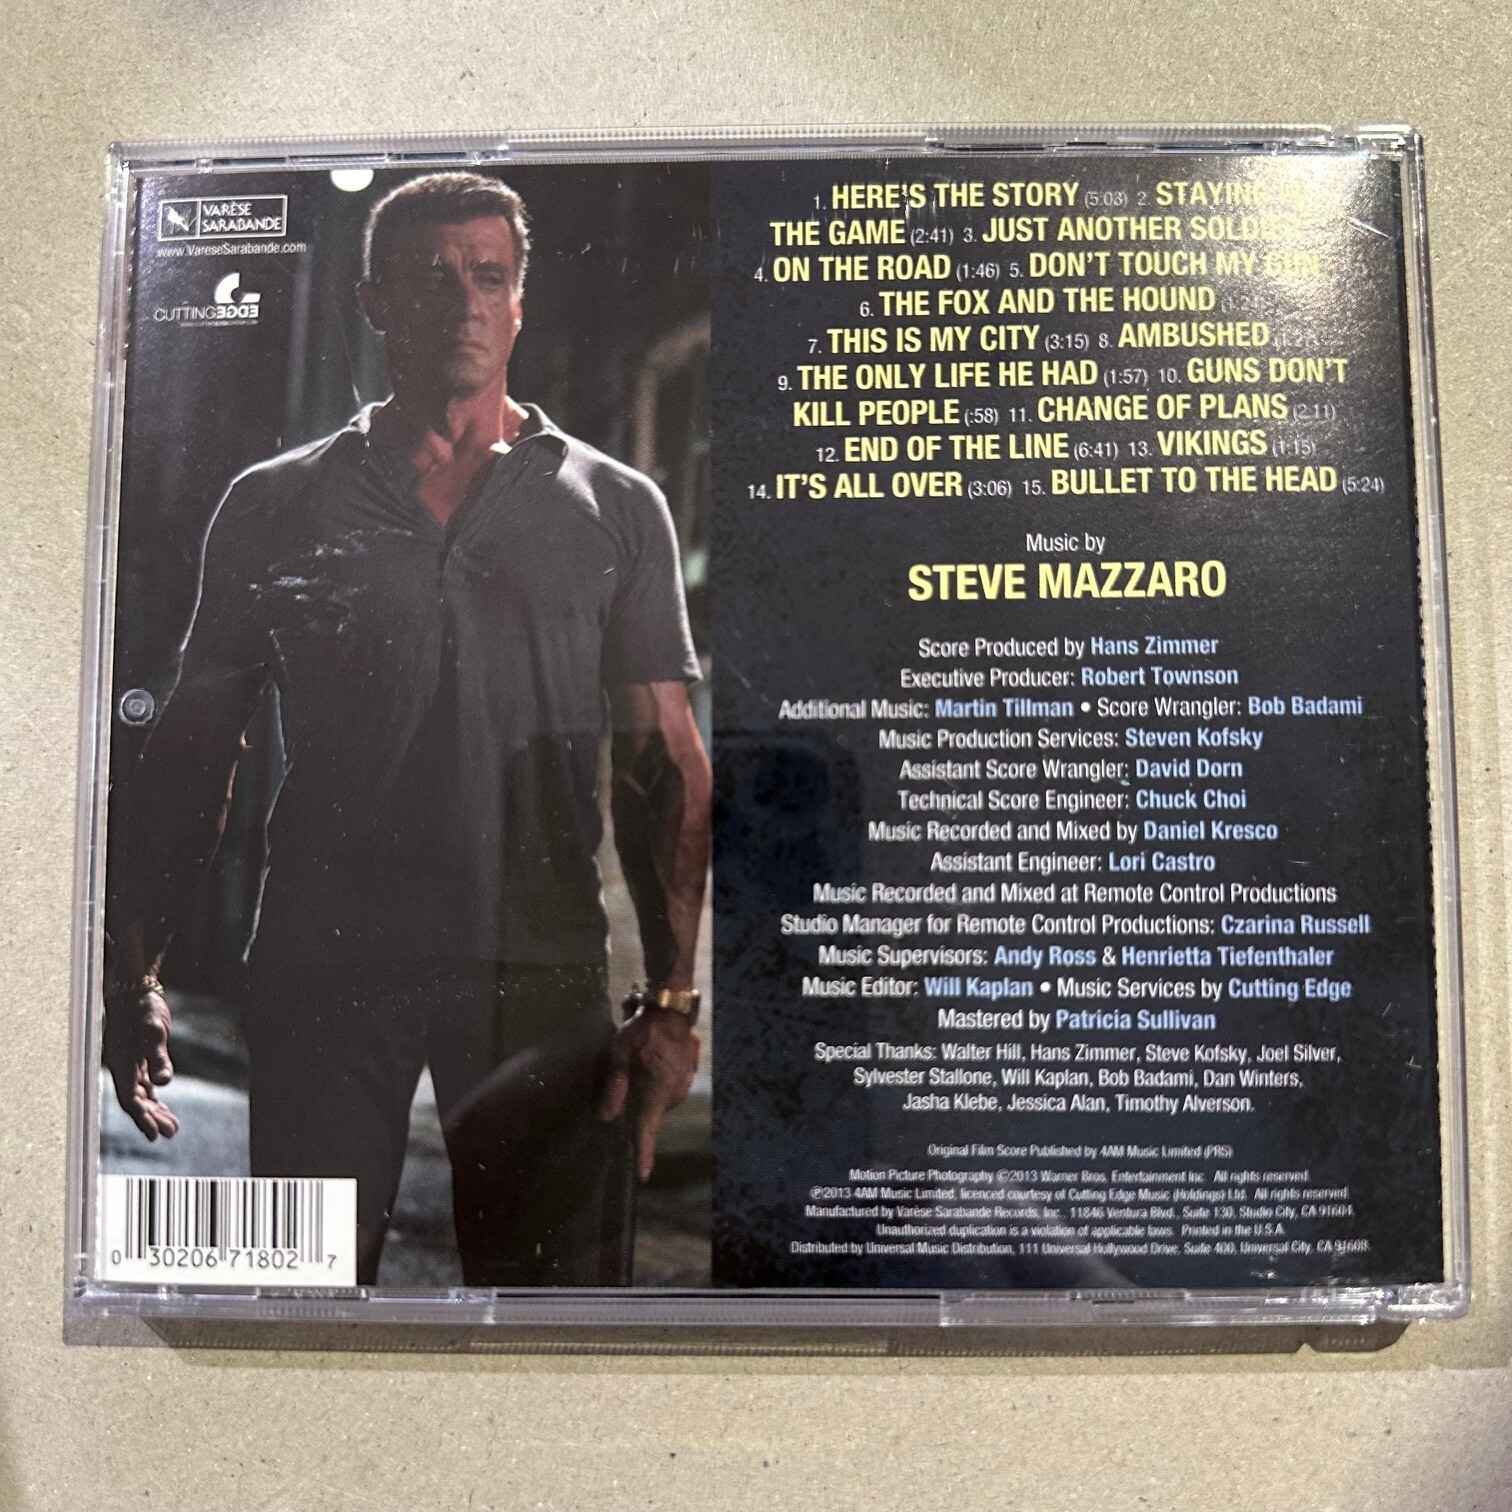 VARÈSE
SARABANDE
www.VareseSarabande.com
CUTTINGEDGE
1. HERE'S THE STORY (5:03) 2. STAYING IN
THE GAME (2:41) 3. JUST ANOTHER SOLDIER
4. ON THE ROAD (1:46) 5. DON'T TOUCH MY GUN
6. THE FOX AND THE HOUND (1:24)
7. THIS IS MY CITY (3:15) 8. AMBUSHED
9. THE ONLY LIFE HE HAD (1:57) 10. GUNS DON'T
KILL PEOPLE (:58) 11. CHANGE OF PLANS (2:11)
12. END OF THE LINE (6:41) 13. VIKINGS (1:15)
14. IT'S ALL OVER (3:06) 15. BULLET TO THE HEAD (5:24)
Music by
STEVE MAZZARO
Score Produced by Hans Zimmer
Executive Producer: Robert Townson
Additional Music: Martin Tillman • Score Wrangler: Bob Badami
Music Production Services: Steven Kofsky
Assistant Score Wrangler: David Dorn
Technical Score Engineer: Chuck Choi
Music Recorded and Mixed by Daniel Kresco
Assistant Engineer: Lori Castro
Music Recorded and Mixed at Remote Control Productions
Studio Manager for Remote Control Productions: Czarina Russell
Music Supervisors: Andy Ross & Henrietta Tiefenthaler
Music Editor: Will Kaplan • Music Services by Cutting Edge
Mastered by Patricia Sullivan
Special Thanks: Walter Hill, Hans Zimmer, Steve Kofsky, Joel Silver,
Sylvester Stallone, Will Kaplan, Bob Badami, Dan Winters,
Jasha Klebe, Jessica Alan, Timothy Alverson.
Original Film Score Published by 4AM Music Limited (PRS)
Motion Picture Photography ©2013 Warner Bros. Entertainment Inc. All rights reserved.
℗2013 4AM Music Limited, licenced courtesy of Cutting Edge Music (Holdings) Ltd. All rights reserved.
Manufactured by Varèse Sarabande Records, Inc., 11846 Ventura Blvd., Suite 130, Studio City, CA 91604.
Unauthorized duplication is a violation of applicable laws. Printed in the U.S.A.
Distributed by Universal Music Distribution, 111 Universal Hollywood Drive, Suite 400, Universal City, CA 91608.
0 30206 71802 7